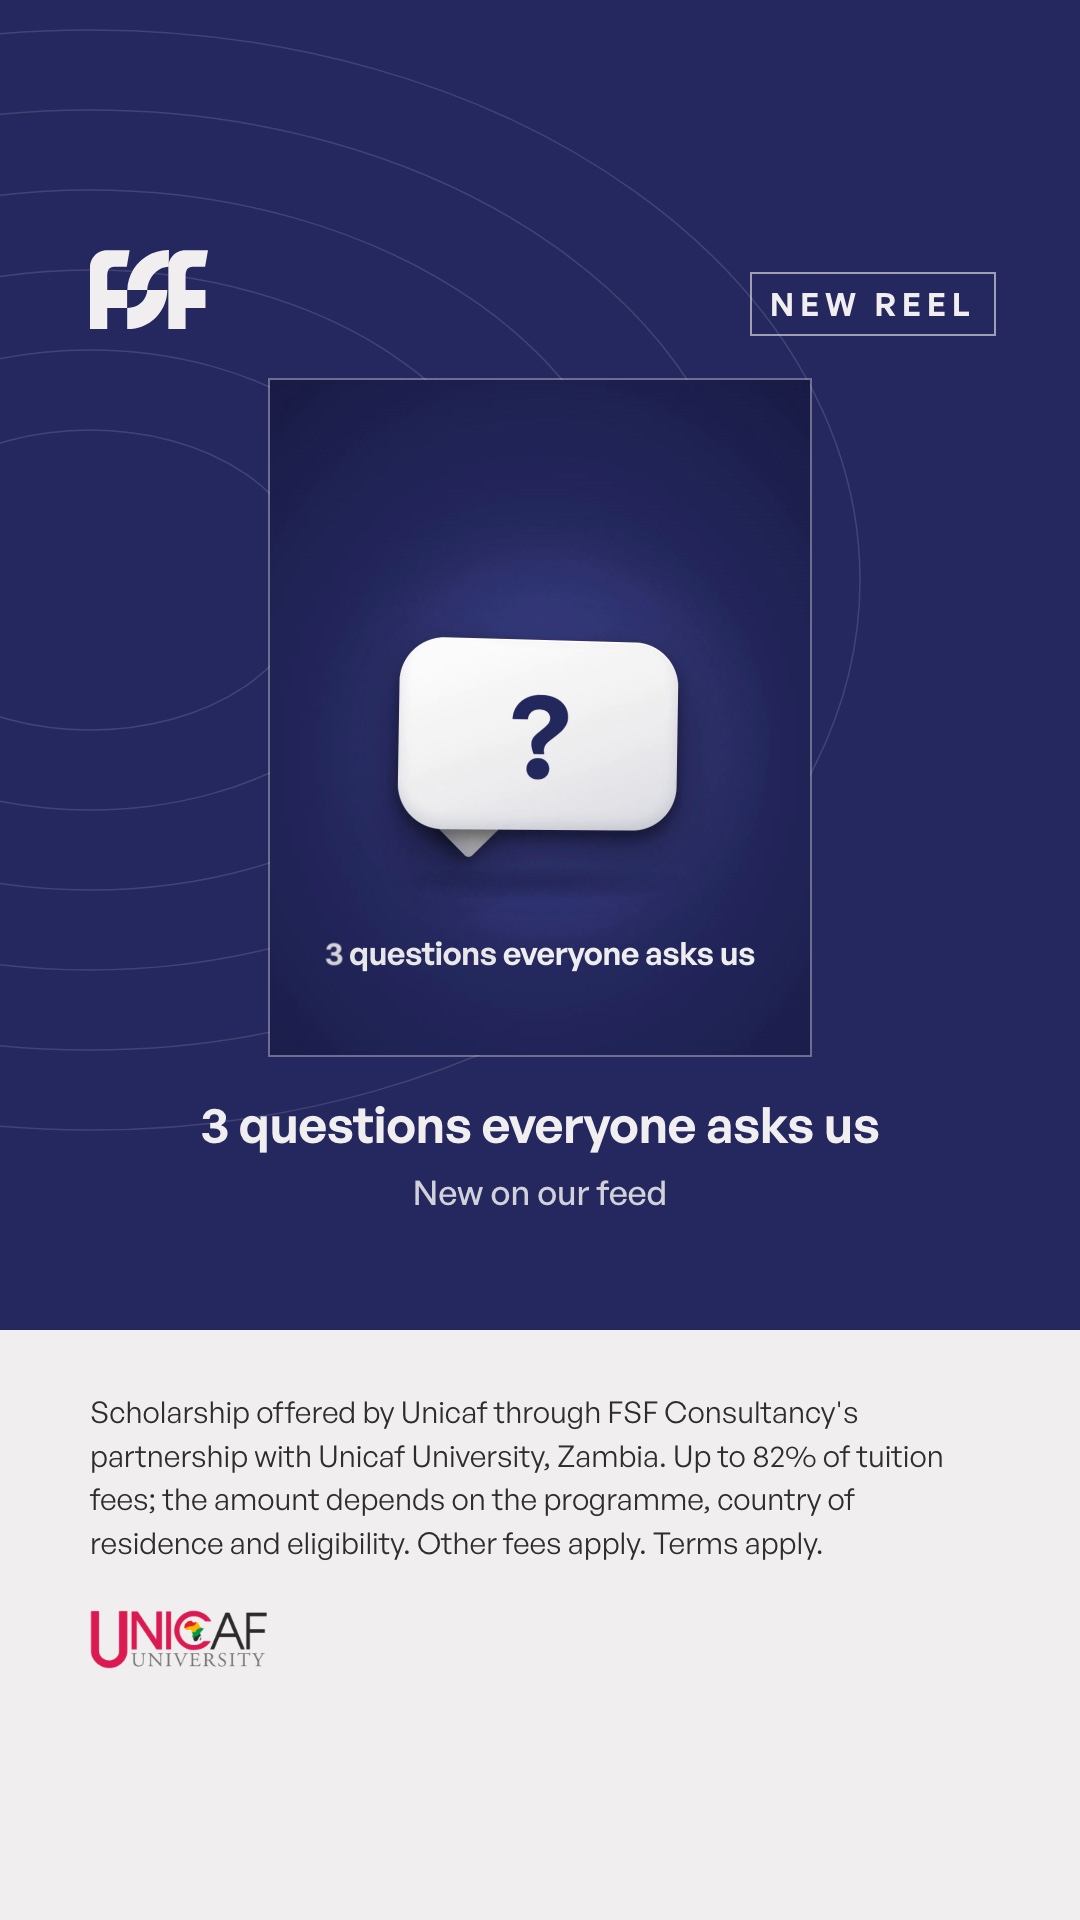 FSF
NEW REEL
?
3 questions everyone asks us
3 questions everyone asks us
New on our feed
Scholarship offered by Unicaf through FSF Consultancy's
partnership with Unicaf University, Zambia. Up to 82% of tuition
fees; the amount depends on the programme, country of
residence and eligibility. Other fees apply. Terms apply.
UNICAF
UNIVERSITY